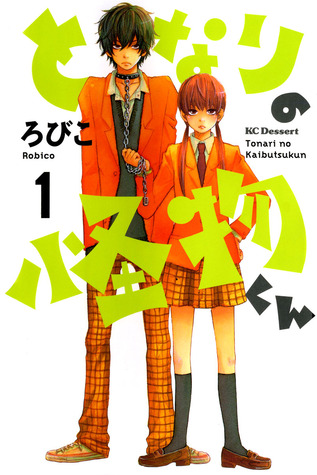 となりの
怪物くん
ろびこ
Robico
1
KC Dessert
Tonari no
Kaibutsukun